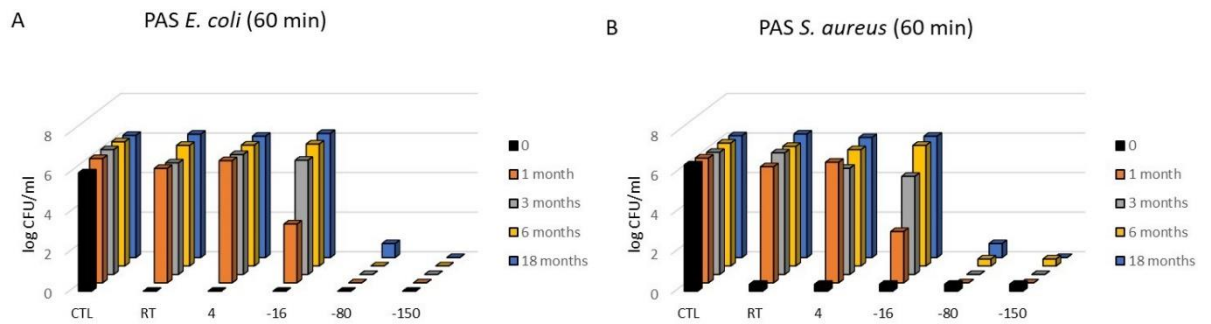 A
PAS E. coli (60 min)
log CFU/ml
8
6
4
2
0
CTL
RT
4
-16
-80
-150
0
1 month
3 months
6 months
18 months
B
PAS S. aureus (60 min)
log CFU/ml
8
6
4
2
0
CTL
RT
4
-16
-80
-150
0
1 month
3 months
6 months
18 months